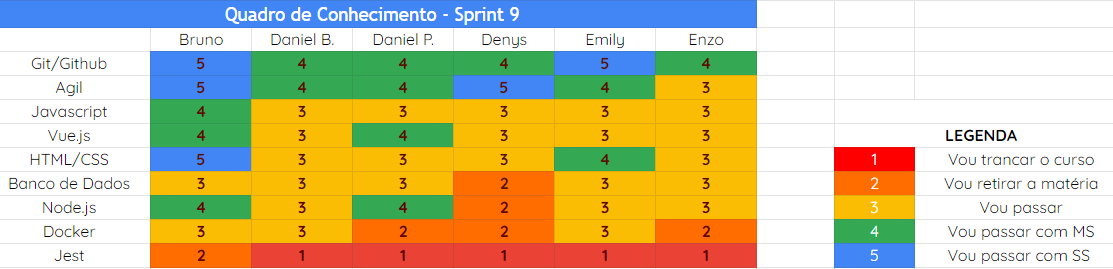 Quadro de Conhecimento - Sprint 9
Bruno Daniel B. Daniel P. Denys Emily Enzo
Git/Github 5 4 4 4 5 4
Agil 5 4 4 5 4 3
Javascript 4 3 3 3 3 3
Vue.js 4 3 4 3 3 3
HTML/CSS 5 3 3 3 4 3
Banco de Dados 3 3 3 2 3 3
Node.js 4 3 4 2 3 3
Docker 3 3 2 2 3 2
Jest 2 1 1 1 1 1
LEGENDA
1 Vou trancar o curso
2 Vou retirar a matéria
3 Vou passar
4 Vou passar com MS
5 Vou passar com SS